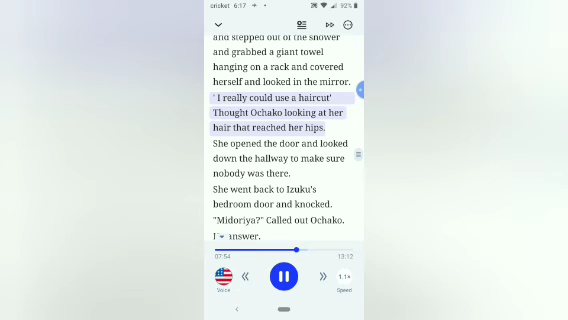 cricket 6:17
92%
and stepped out of the shower
and grabbed a giant towel
hanging on a rack and covered
herself and looked in the mirror.
' I really could use a haircut'
Thought Ochako looking at her
hair that reached her hips.
She opened the door and looked
down the hallway to make sure
nobody was there.
She went back to Izuku's
bedroom door and knocked.
"Midoriya?" Called out Ochako.
answer.
07:54
13:12
1.1×
Voice
Speed